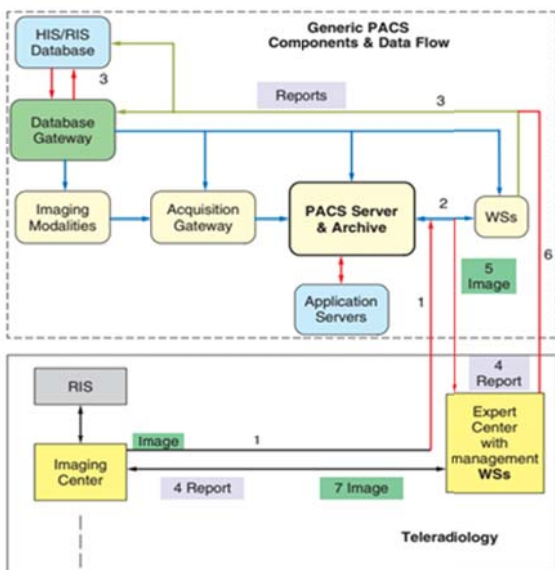 Generic PACS
Components & Data Flow
HIS/RIS
Database
3
Reports
3
Database
Gateway
Imaging
Modalities
Acquisition
Gateway
PACS Server
& Archive
2
WSs
5
Image
6
1
Application
Servers
4
Report
RIS
Expert
Center
with
management
WSs
Image
1
Imaging
Center
4 Report
7 Image
Teleradiology